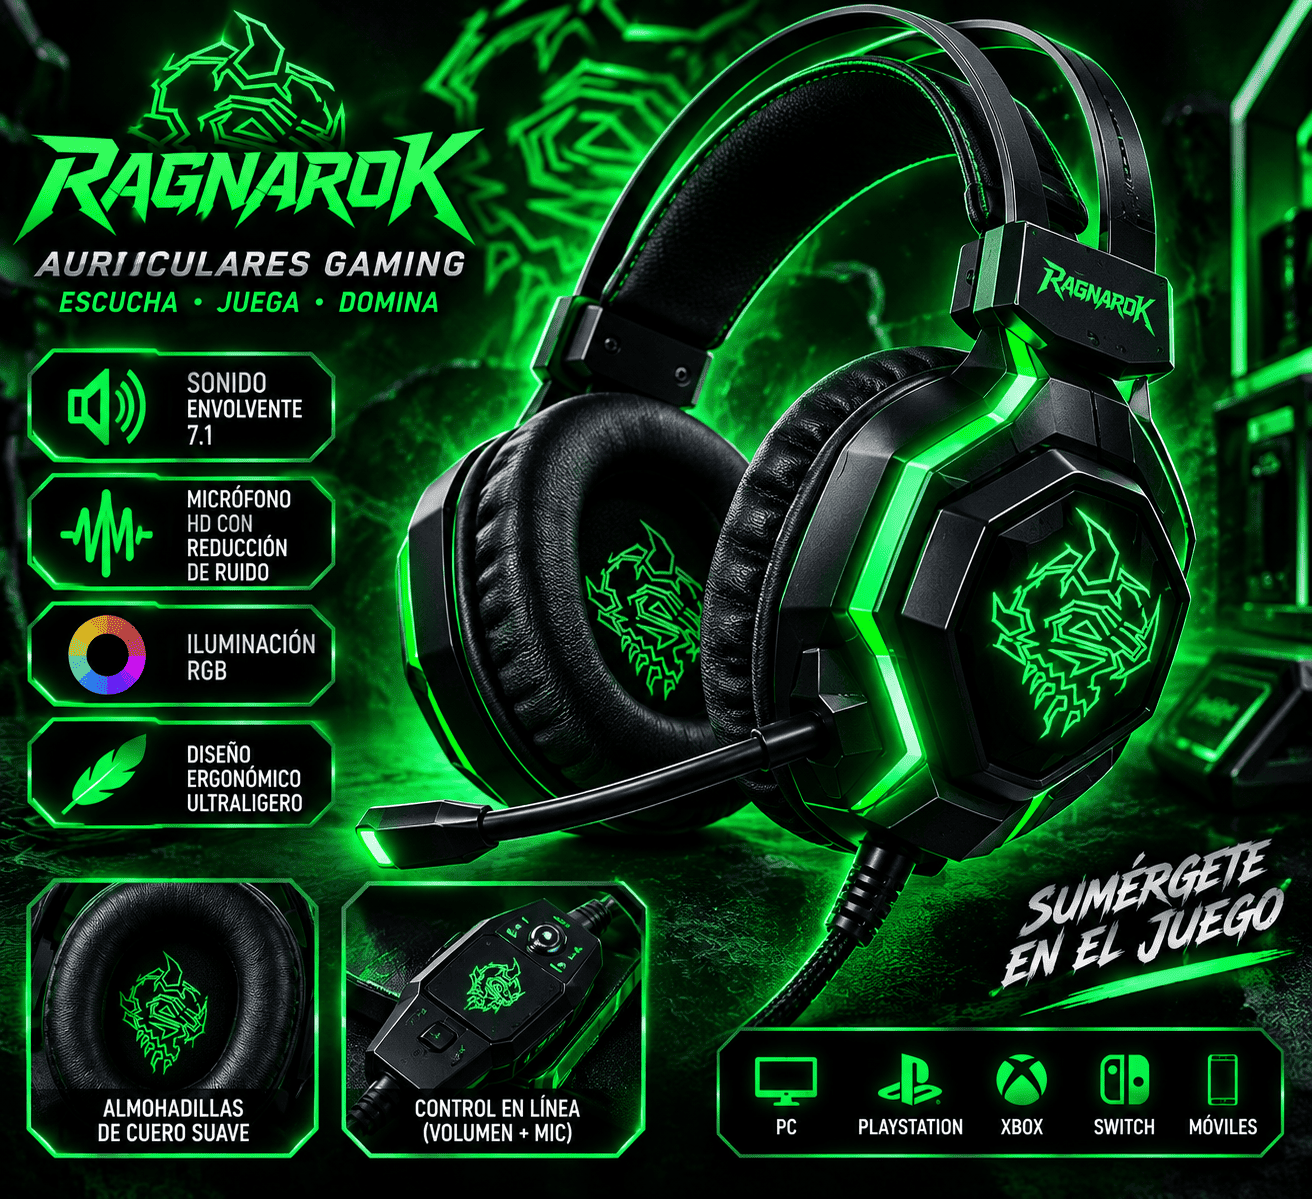 RAGNAROK
AURIICULARES GAMING
ESCUCHA • JUEGA • DOMINA
SONIDO
ENVOLVENTE
7.1
MICRÓFONO
HD CON
REDUCCIÓN
DE RUIDO
ILUMINACIÓN
RGB
DISEÑO
ERGONÓMICO
ULTRALIGERO
RAGNAROK
SUMÉRGETE
EN EL JUEGO
ALMOHADILLAS
DE CUERO SUAVE
CONTROL EN LÍNEA
(VOLUMEN + MIC)
PC
PLAYSTATION
XBOX
SWITCH
MÓVILES